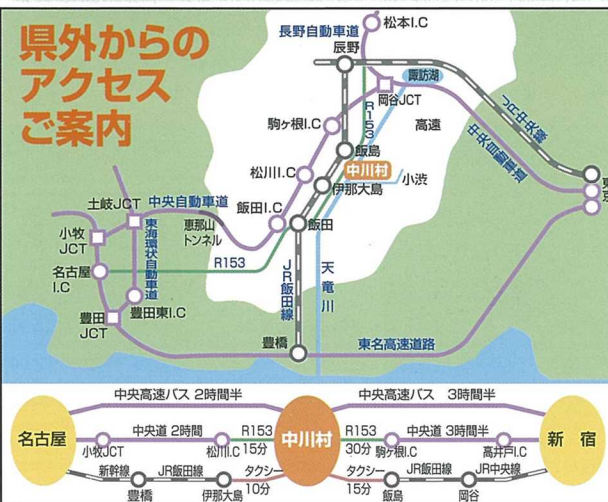 県外からの
アクセス
ご案内
長野自動車道
松本I.C
辰野
諏訪湖
岡谷JCT
R153
駒ヶ根I.C
高遠
JR中央線
中央自動車道
飯島
中川村
松川I.C
伊那大島
小渋
東京
飯田I.C
飯田
土岐JCT
中央自動車道
恵那山
トンネル
小牧
JCT
東海環状自動車道
名古屋
I.C
R153
JR飯田線
天竜川
豊田東I.C
豊田
JCT
豊橋
東名高速道路
中央高速バス 2時間半
中央高速バス 3時間半
名古屋
中央道 2時間
R153
15分
小牧JCT
松川I.C
中川村
R153
30分
中央道 3時間半
駒ヶ根I.C
高井戸I.C
新宿
新幹線
JR飯田線
タクシー
10分
豊橋
伊那大島
タクシー
15分
JR飯田線
JR中央線
飯島
岡谷